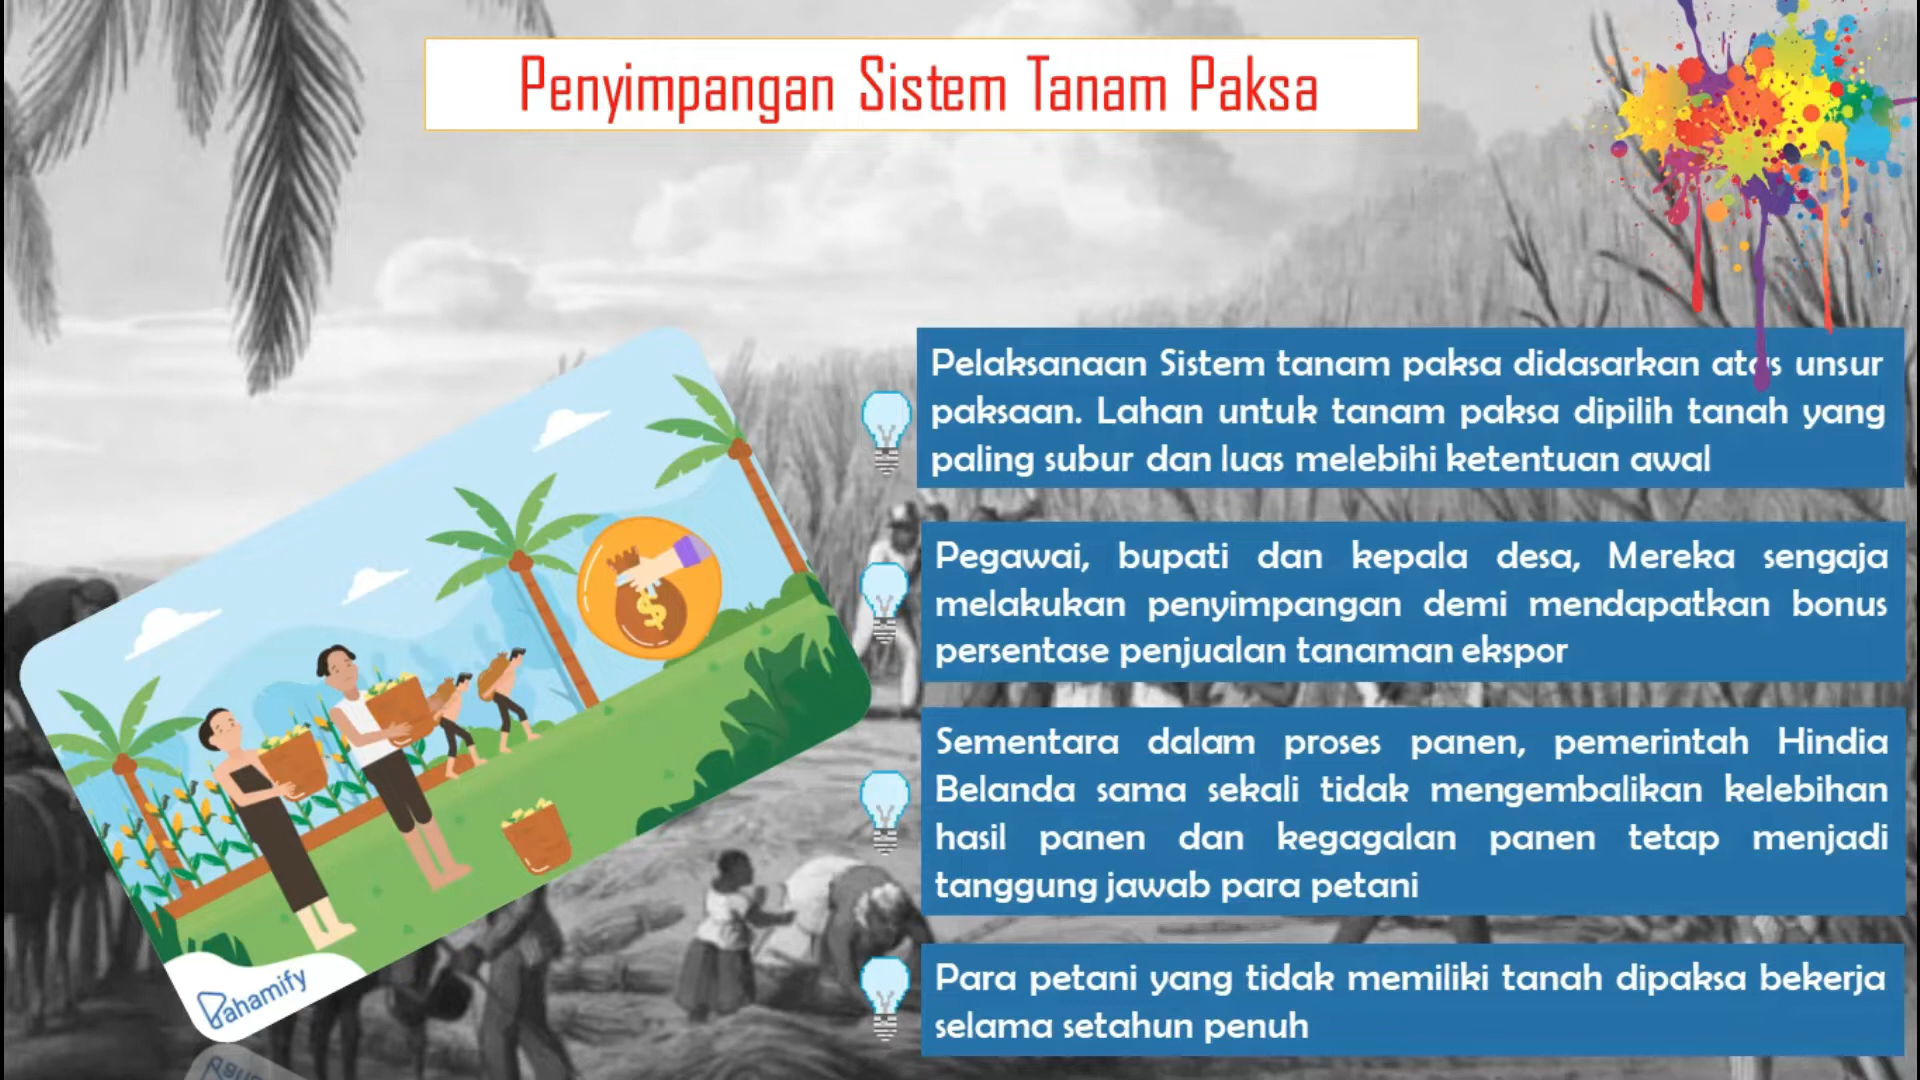 Penyimpangan Sistem Tanam Paksa
Pelaksanaan Sistem tanam paksa didasarkan atas unsur
paksaan. Lahan untuk tanam paksa dipilih tanah yang
paling subur dan luas melebihi ketentuan awal
Pegawai, bupati dan kepala desa, Mereka sengaja
melakukan penyimpangan demi mendapatkan bonus
persentase penjualan tanaman ekspor
Sementara dalam proses panen, pemerintah Hindia
Belanda sama sekali tidak mengembalikan kelebihan
hasil panen dan kegagalan panen tetap menjadi
tanggung jawab para petani
Para petani yang tidak memiliki tanah dipaksa bekerja
selama setahun penuh
Pahamify